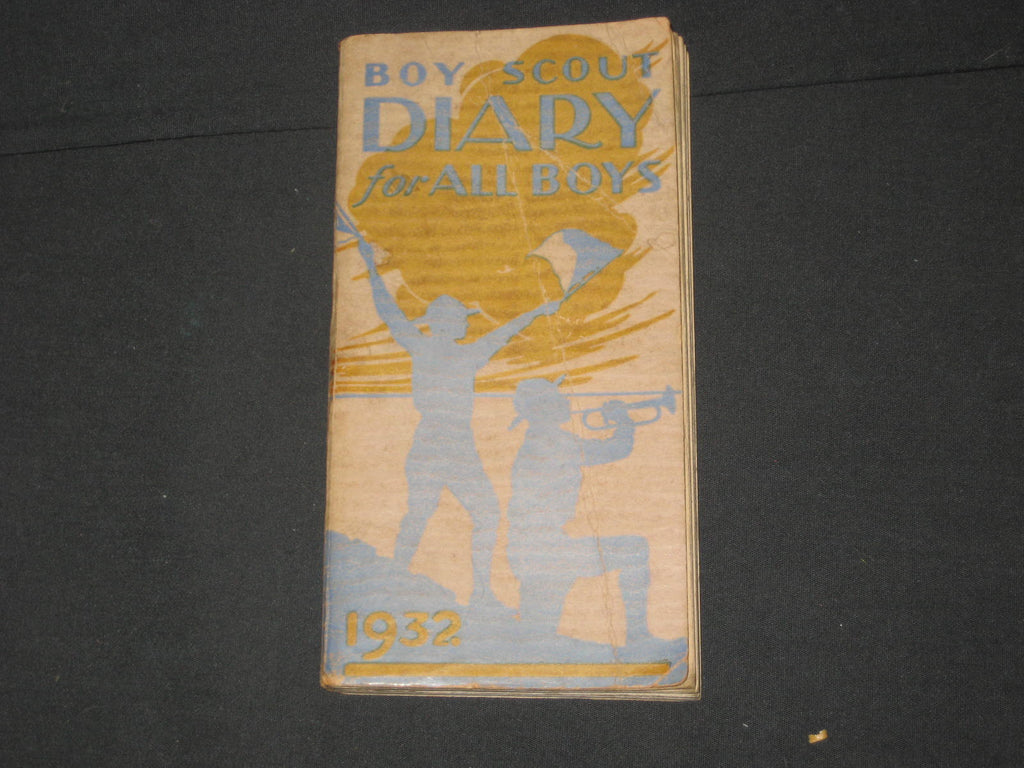 BOY SCOUT
DIARY
for ALL BOYS
1932